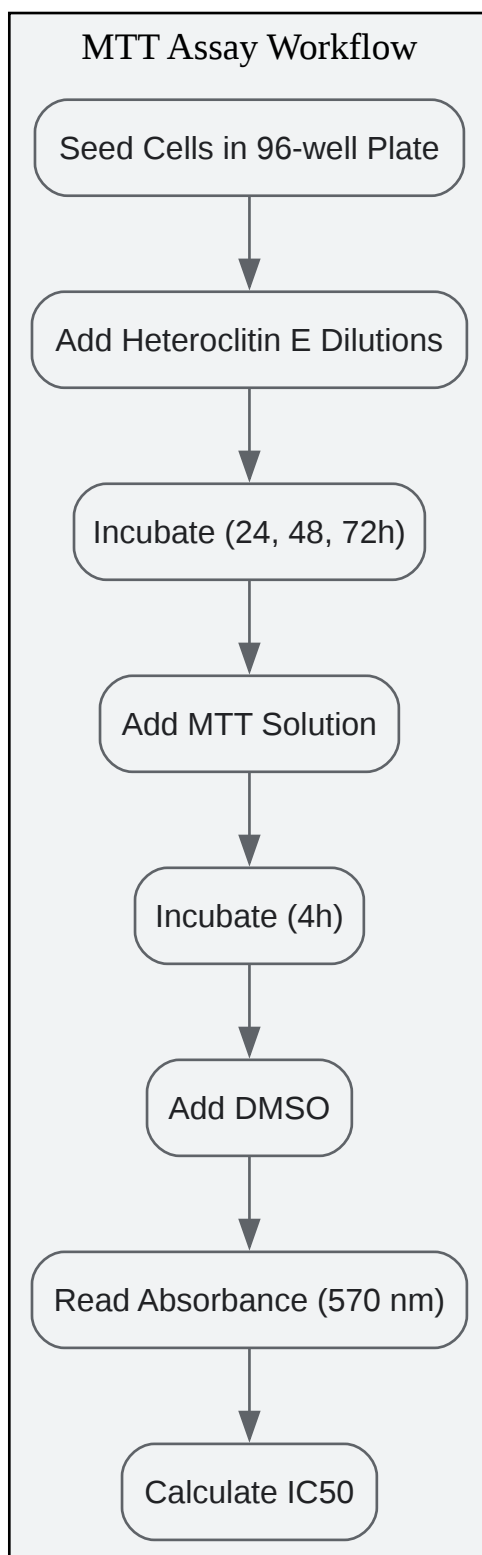 MTT Assay Workflow
Seed Cells in 96-well Plate
Add Heteroclitin E Dilutions
Incubate (24, 48, 72h)
Add MTT Solution
Incubate (4h)
Add DMSO
Read Absorbance (570 nm)
Calculate IC50